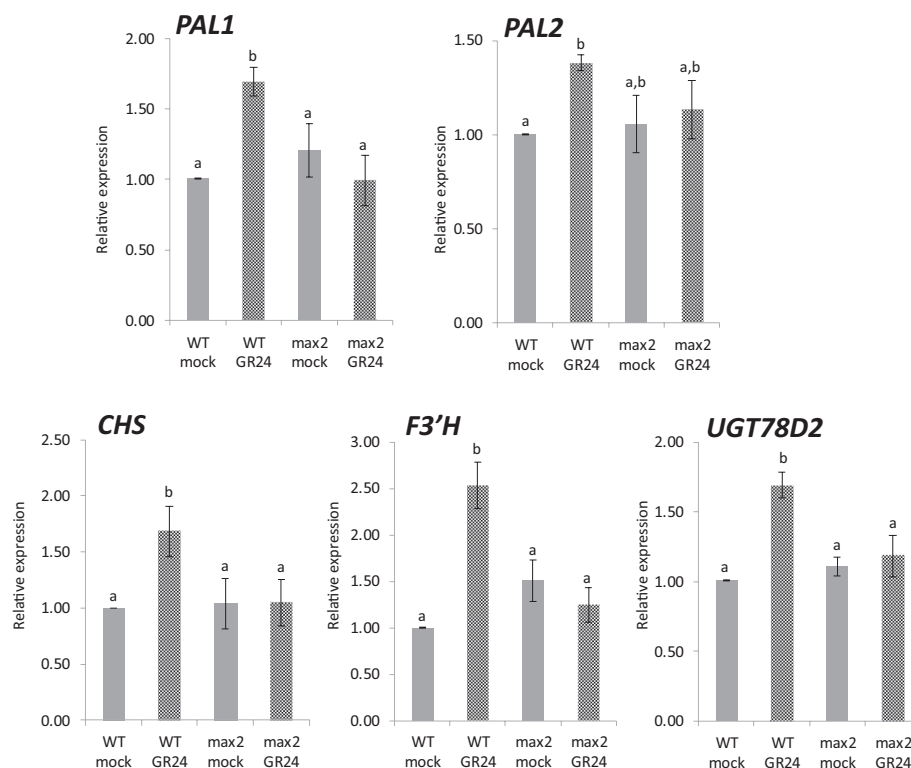 PAL1
PAL2
Relative expression
2.00
1.50
1.00
0.50
0.00
a
b
a
a
WT mock
WT GR24
max2 mock
max2 GR24
Relative expression
1.50
1.00
0.50
0.00
a
b
a,b
a,b
WT mock
WT GR24
max2 mock
max2 GR24
CHS
F3'H
UGT78D2
Relative expression
2.50
2.00
1.50
1.00
0.50
0.00
a
b
a
a
WT mock
WT GR24
max2 mock
max2 GR24
Relative expression
3.00
2.50
2.00
1.50
1.00
0.50
0.00
a
b
a
a
WT mock
WT GR24
max2 mock
max2 GR24
Relative expression
2.00
1.50
1.00
0.50
0.00
a
b
a
a
WT mock
WT GR24
max2 mock
max2 GR24